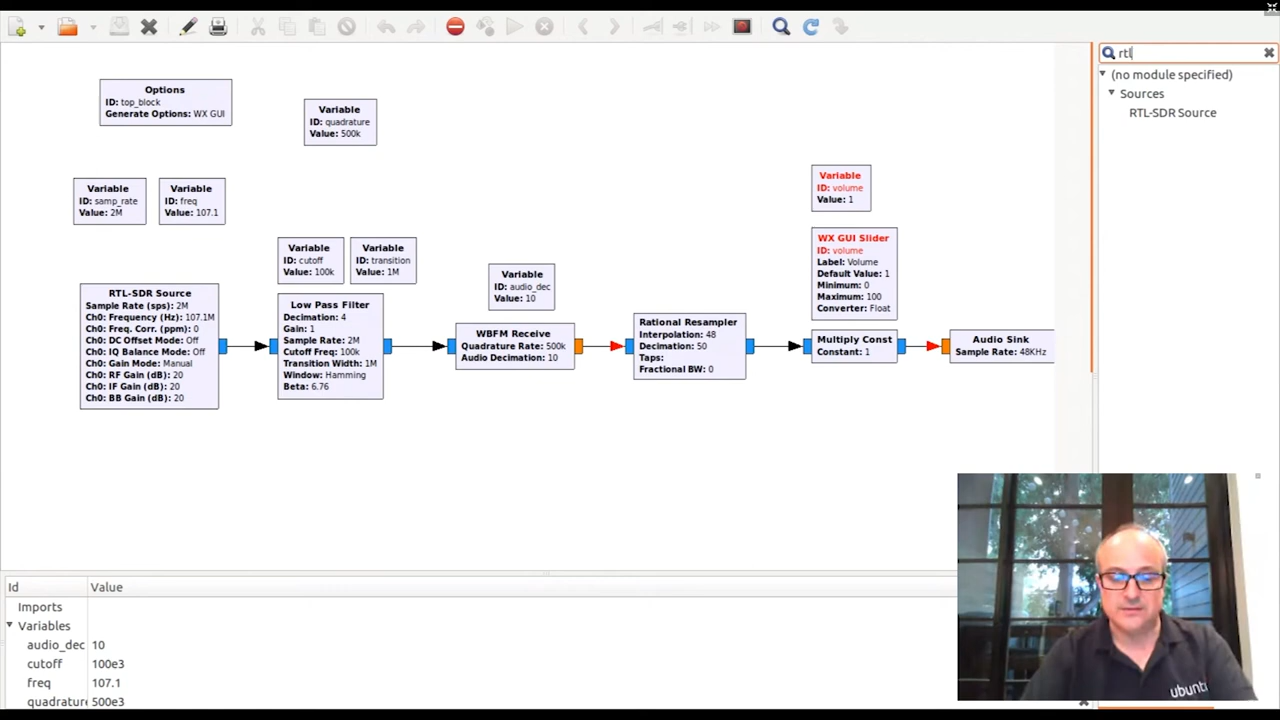 rtl
(no module specified)
Sources
RTL-SDR Source
Options
ID: top_block
Generate Options: WX GUI
Variable
ID: quadrature
Value: 500k
Variable
ID: samp_rate
Value: 2M
Variable
ID: freq
Value: 107.1
Variable
ID: volume
Value: 1
WX GUI Slider
ID: volume
Label: Volume
Default Value: 1
Minimum: 0
Maximum: 100
Converter: Float
Variable
ID: cutoff
Value: 100k
Variable
ID: transition
Value: 1M
Variable
ID: audio_dec
Value: 10
RTL-SDR Source
Sample Rate (sps): 2M
Ch0: Frequency (Hz): 107.1M
Ch0: Freq. Corr. (ppm): 0
Ch0: DC Offset Mode: Off
Ch0: IQ Balance Mode: Off
Ch0: Gain Mode: Manual
Ch0: RF Gain (dB): 20
Ch0: IF Gain (dB): 20
Ch0: BB Gain (dB): 20
Low Pass Filter
Decimation: 4
Gain: 1
Sample Rate: 2M
Cutoff Freq: 100k
Transition Width: 1M
Window: Hamming
Beta: 6.76
WBFM Receive
Quadrature Rate: 500k
Audio Decimation: 10
Rational Resampler
Interpolation: 48
Decimation: 50
Taps:
Fractional BW: 0
Multiply Const
Constant: 1
Audio Sink
Sample Rate: 48KHz
Id Value
Imports
Variables
audio_dec 10
cutoff 100e3
freq 107.1
quadrature 500e3
ubuntu